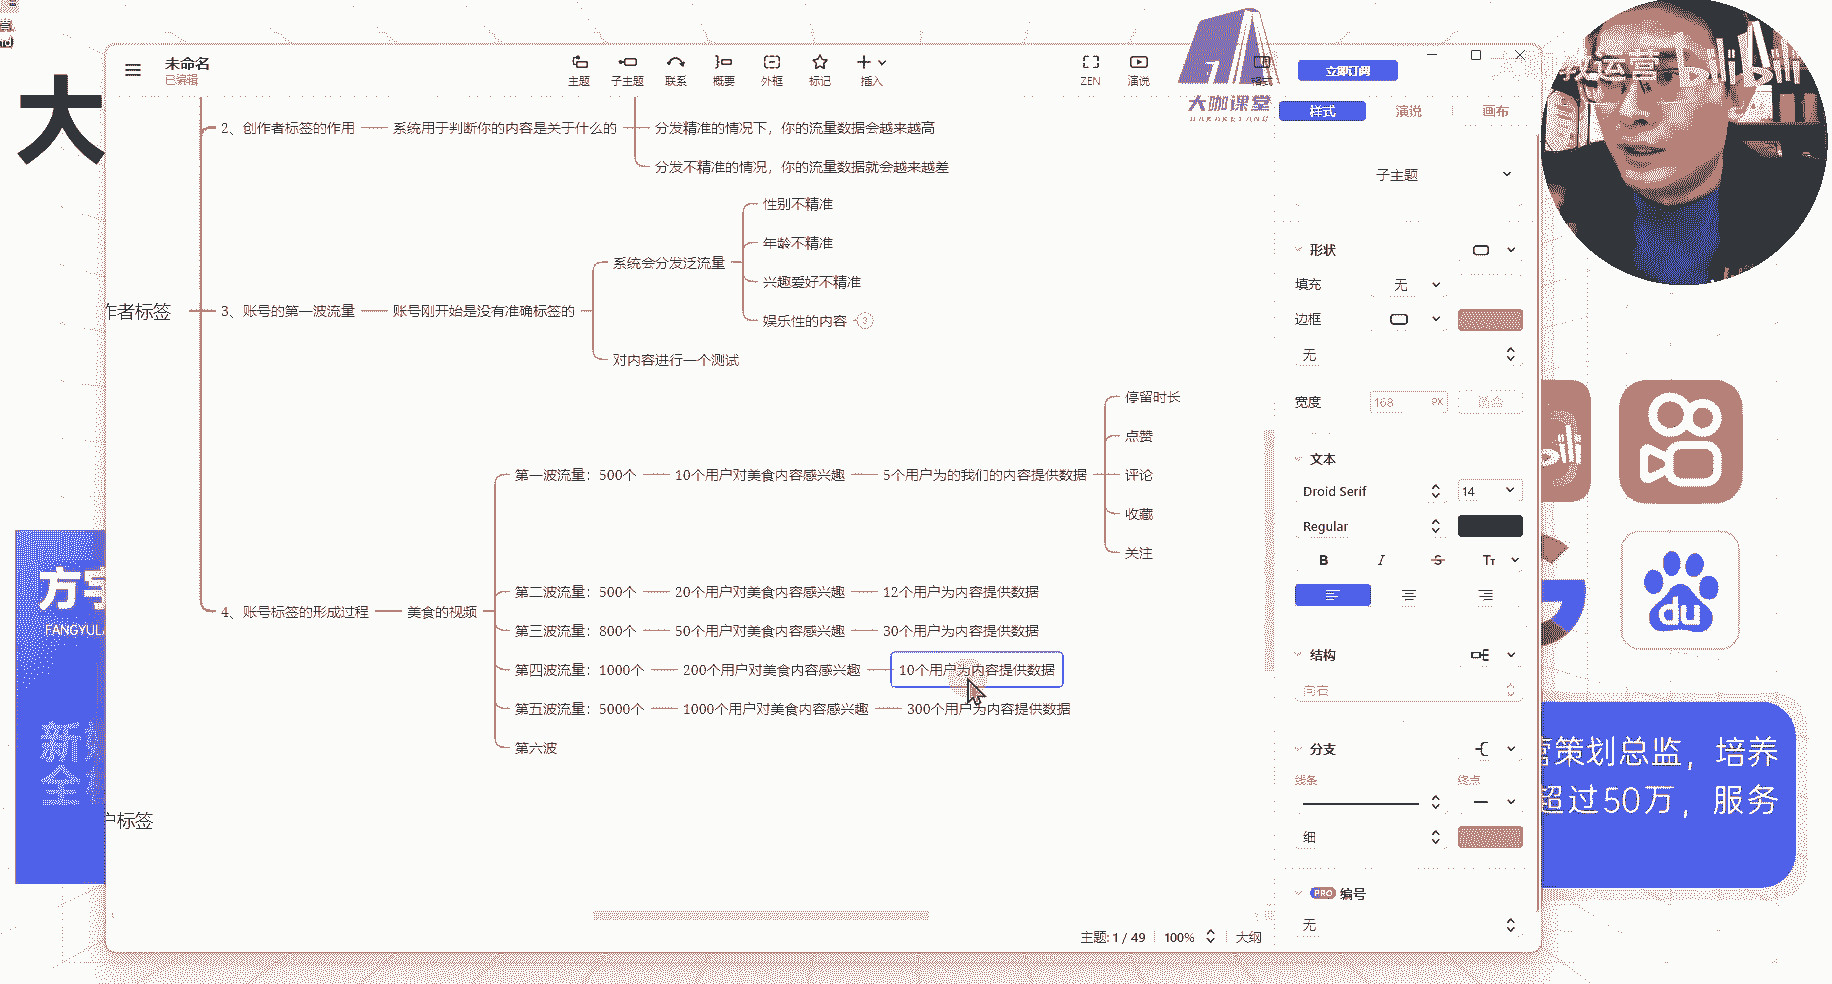 未命名
已编辑
主题
子主题
联系
概要
外框
标记
插入
ZEN
演说
格式
立即订阅
大咖课堂
DAKAKETANG
样式
演说
画布
大
运营
bilibili
2、创作者标签的作用
系统用于判断你的内容是关于什么的
分发精准的情况下，你的流量数据会越来越高
分发不精准的情况，你的流量数据就会越来越差
作者标签
3、账号的第一波流量
账号刚开始是没有准确标签的
系统会分发泛流量
性别不精准
年龄不精准
兴趣爱好不精准
娱乐性的内容
3
对内容进行一个测试
4、账号标签的形成过程
美食的视频
第一波流量：500个
10个用户对美食内容感兴趣
5个用户为的我们的内容提供数据
停留时长
点赞
评论
收藏
关注
第二波流量：500个
20个用户对美食内容感兴趣
12个用户为内容提供数据
第三波流量：800个
50个用户对美食内容感兴趣
30个用户为内容提供数据
第四波流量：1000个
200个用户对美食内容感兴趣
10个用户为内容提供数据
第五波流量：5000个
1000个用户对美食内容感兴趣
300个用户为内容提供数据
第六波
户标签
子主题
形状
填充
无
边框
无
宽度
168
PX
文本
Droid Serif
14
Regular
B
I
S
Tт
结构
向右
分支
线条
终点
细
PRO 编号
无
主题: 1 / 49
100%
大纲
方宇
FANGYU
新
全
du
营策划总监，培养
超过50万，服务